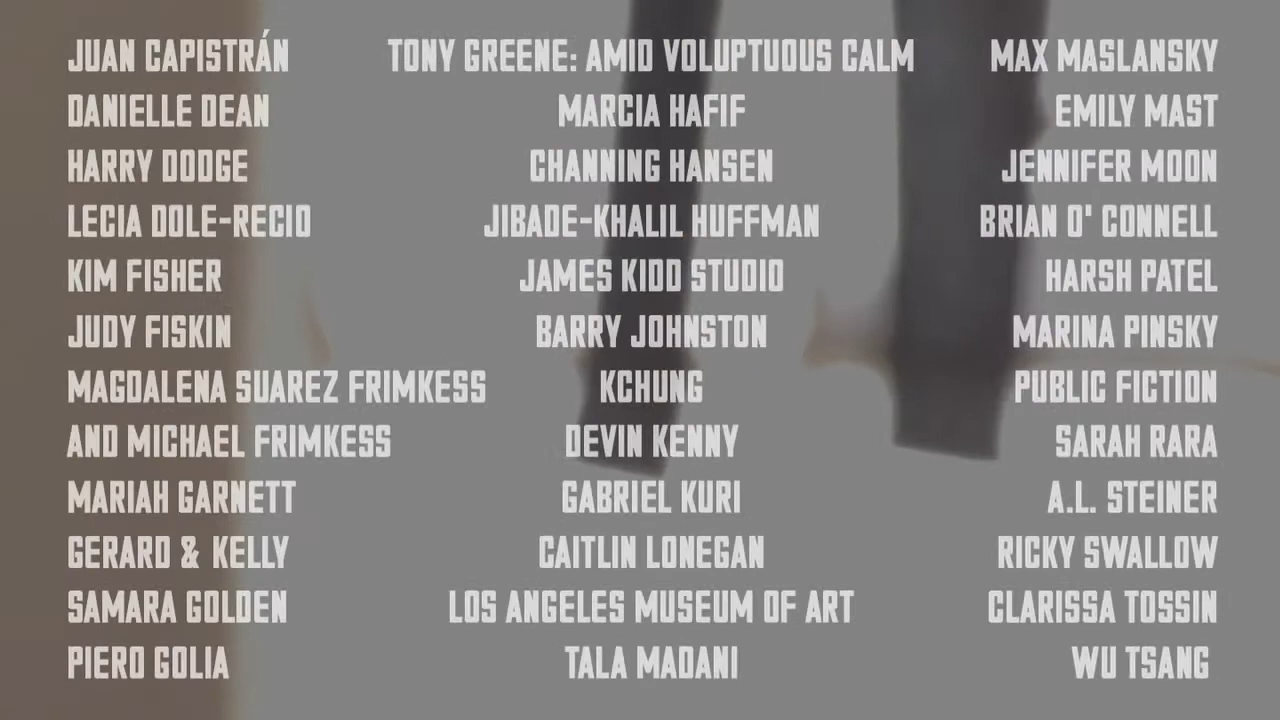 JUAN CAPISTRÁN
DANIELLE DEAN
HARRY DODGE
LECIA DOLE-RECIO
KIM FISHER
JUDY FISKIN
MAGDALENA SUAREZ FRIMKESS
AND MICHAEL FRIMKESS
MARIAH GARNETT
GERARD & KELLY
SAMARA GOLDEN
PIERO GOLIA
TONY GREENE: AMID VOLUPTUOUS CALM
MARCIA HAFIF
CHANNING HANSEN
JIBADE-KHALIL HUFFMAN
JAMES KIDD STUDIO
BARRY JOHNSTON
KCHUNG
DEVIN KENNY
GABRIEL KURI
CAITLIN LONEGAN
LOS ANGELES MUSEUM OF ART
TALA MADANI
MAX MASLANSKY
EMILY MAST
JENNIFER MOON
BRIAN O' CONNELL
HARSH PATEL
MARINA PINSKY
PUBLIC FICTION
SARAH RARA
A.L. STEINER
RICKY SWALLOW
CLARISSA TOSSIN
WU TSANG